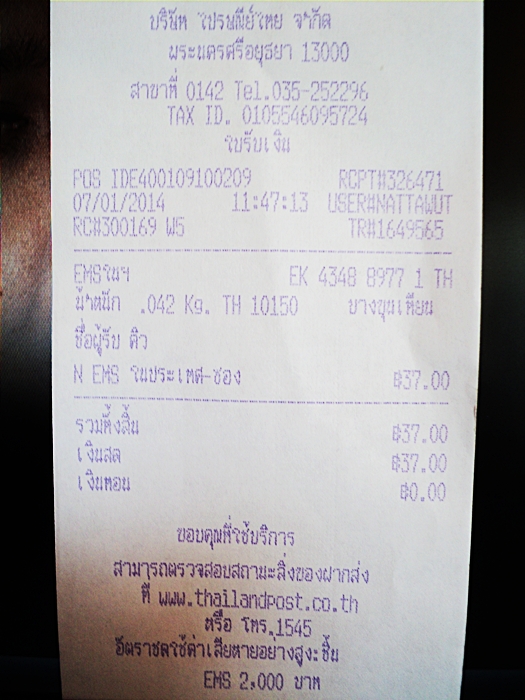 บริษัท ไปรษณีย์ไทย จำกัด
พระนครศรีอยุธยา 13000
สาขาที่ 0142 Tel.035-252296
TAX ID. 0105546095724
ใบรับเงิน
POS IDE400109100209 RCPT#326471
07/01/2014 11:47:13 USER#NATTAWUT
RC#300169 W5 TR#1649565
EMSในฯ EK 4348 8977 1 TH
น้ำหนัก .042 Kg. TH 10150 บางขุนเทียน
ชื่อผู้รับ คิว
N EMS ในประเทศ-ซอง ฿37.00
รวมทั้งสิ้น ฿37.00
เงินสด ฿37.00
เงินทอน ฿0.00
ขอบคุณที่ใช้บริการ
สามารถตรวจสอบสถานะสิ่งของฝากส่ง
ที่ www.thailandpost.co.th
หรือ โทร.1545
อัตราชดใช้ค่าเสียหายอย่างสูงะชิ้น
EMS 2,000 บาท